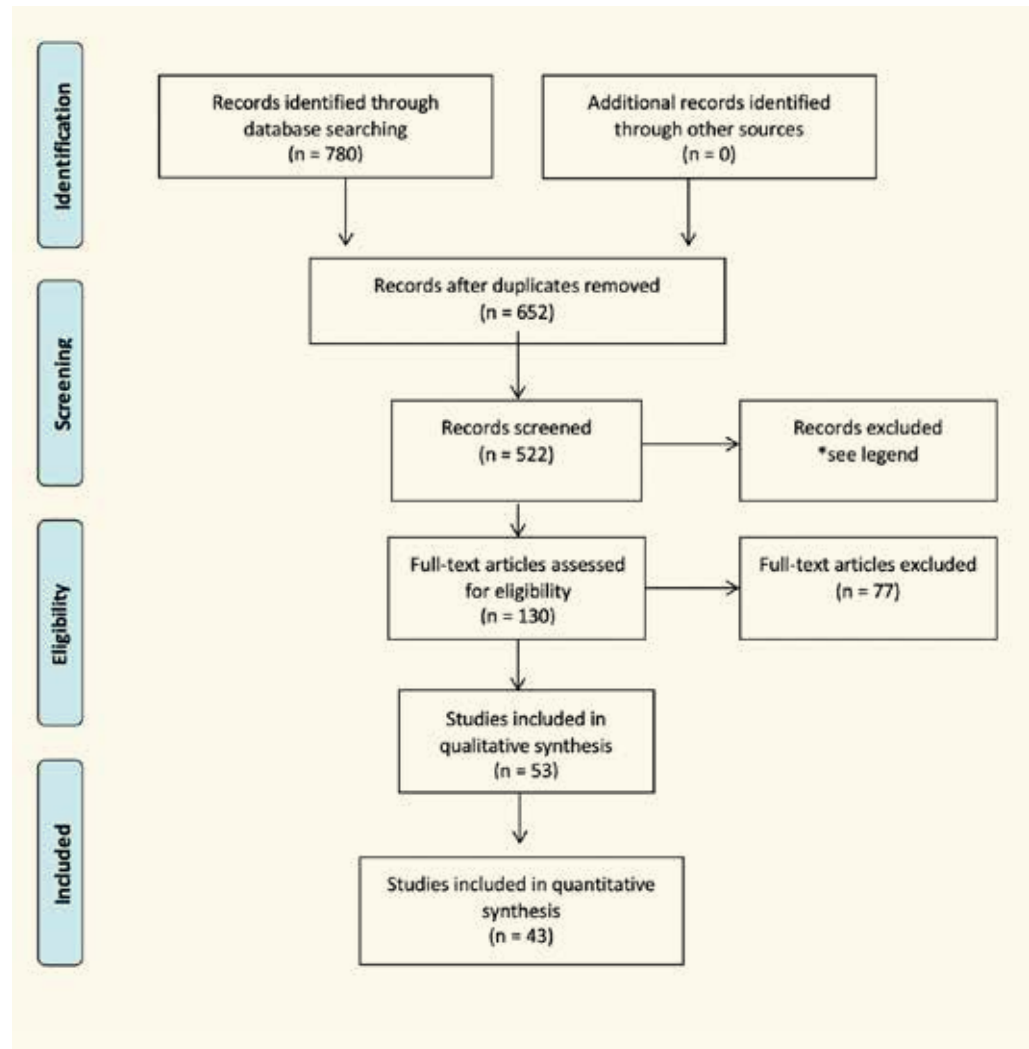 Identification
Records identified through
database searching
(n = 780)
Additional records identified
through other sources
(n = 0)
Screening
Records after duplicates removed
(n = 652)
Records screened
(n = 522)
Records excluded
*see legend
Eligibility
Full-text articles assessed
for eligibility
(n = 130)
Full-text articles excluded
(n = 77)
Studies included in
qualitative synthesis
(n = 53)
Included
Studies included in quantitative
synthesis
(n = 43)